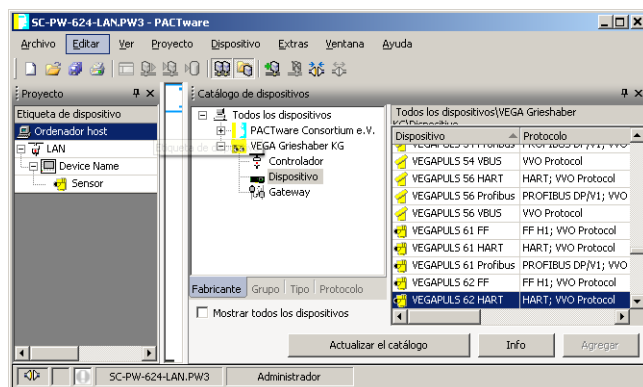 SC-PW-624-LAN.PW3 - PACTware
Archivo Editar Ver Proyecto Dispositivo Extras Ventana Ayuda
Proyecto
Etiqueta de dispositivo
Ordenador host
LAN
Device Name
Sensor
Catálogo de dispositivos
Todos los dispositivos
PACTware Consortium e.V.
VEGA Grieshaber KG
Controlador
Dispositivo
Gateway
Fabricante Grupo Tipo Protocolo
Mostrar todos los dispositivos
Todos los dispositivos\VEGA Grieshaber
KG\Dispositivo
Dispositivo Protocolo
VEGAPULS 54 VBUS VVO Protocol
VEGAPULS 56 HART HART; VVO Protocol
VEGAPULS 56 Profibus PROFIBUS DP/V1; VVO
VEGAPULS 56 VBUS VVO Protocol
VEGAPULS 61 FF FF H1; VVO Protocol
VEGAPULS 61 HART HART; VVO Protocol
VEGAPULS 61 Profibus PROFIBUS DP/V1; VVO
VEGAPULS 62 FF FF H1; VVO Protocol
VEGAPULS 62 HART HART; VVO Protocol
Actualizar el catálogo Info Agregar
SC-PW-624-LAN.PW3 Administrador